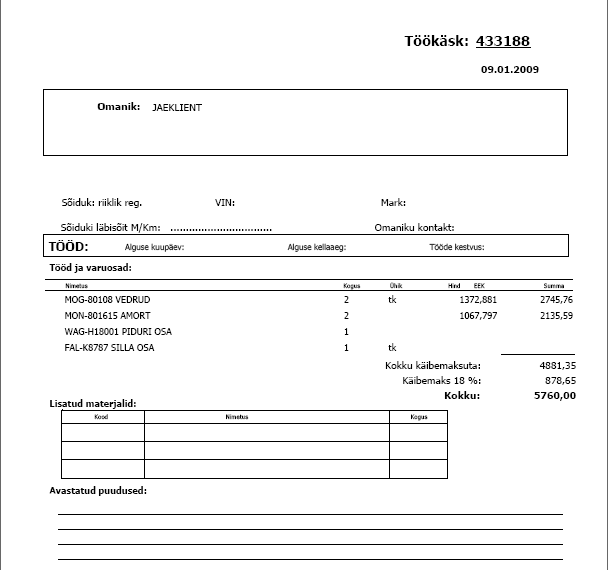 Töökäsk: 433188
09.01.2009
Omanik: JAEKLIENT
Sõiduk: riiklik reg. VIN: Mark:
Sõiduki läbisõit M/Km: ................................ Omaniku kontakt:
TÖÖD: Alguse kuupäev: Alguse kellaaeg: Tööde kestvus:
Tööd ja varuosad:
Nimetus Kogus Ühik Hind EEK Summa
MOG-80108 VEDRUD 2 tk 1372,881 2745,76
MON-801615 AMORT 2 1067,797 2135,59
WAG-H18001 PIDURI OSA 1
FAL-K8787 SILLA OSA 1 tk
Kokku käibemaksuta: 4881,35
Käibemaks 18 %: 878,65
Kokku: 5760,00
Lisatud materjalid:
Kood Nimetus Kogus
Avastatud puudused: